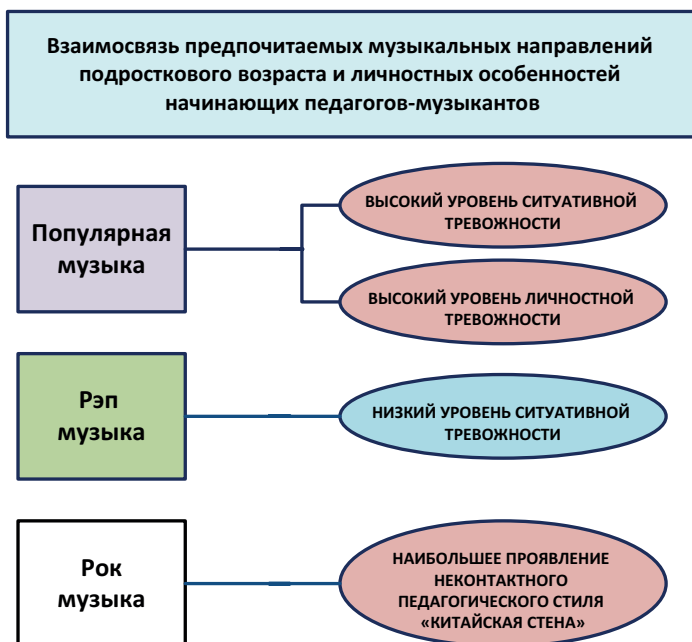 Взаимосвязь предпочитаемых музыкальных направлений
подросткового возраста и личностных особенностей
начинающих педагогов-музыкантов
Популярная
музыка
ВЫСОКИЙ УРОВЕНЬ СИТУАТИВНОЙ
ТРЕВОЖНОСТИ
ВЫСОКИЙ УРОВЕНЬ ЛИЧНОСТНОЙ
ТРЕВОЖНОСТИ
Рэп
музыка
НИЗКИЙ УРОВЕНЬ СИТУАТИВНОЙ
ТРЕВОЖНОСТИ
Рок
музыка
НАИБОЛЬШЕЕ ПРОЯВЛЕНИЕ
НЕКОНТАКТНОГО
ПЕДАГОГИЧЕСКОГО СТИЛЯ
«КИТАЙСКАЯ СТЕНА»